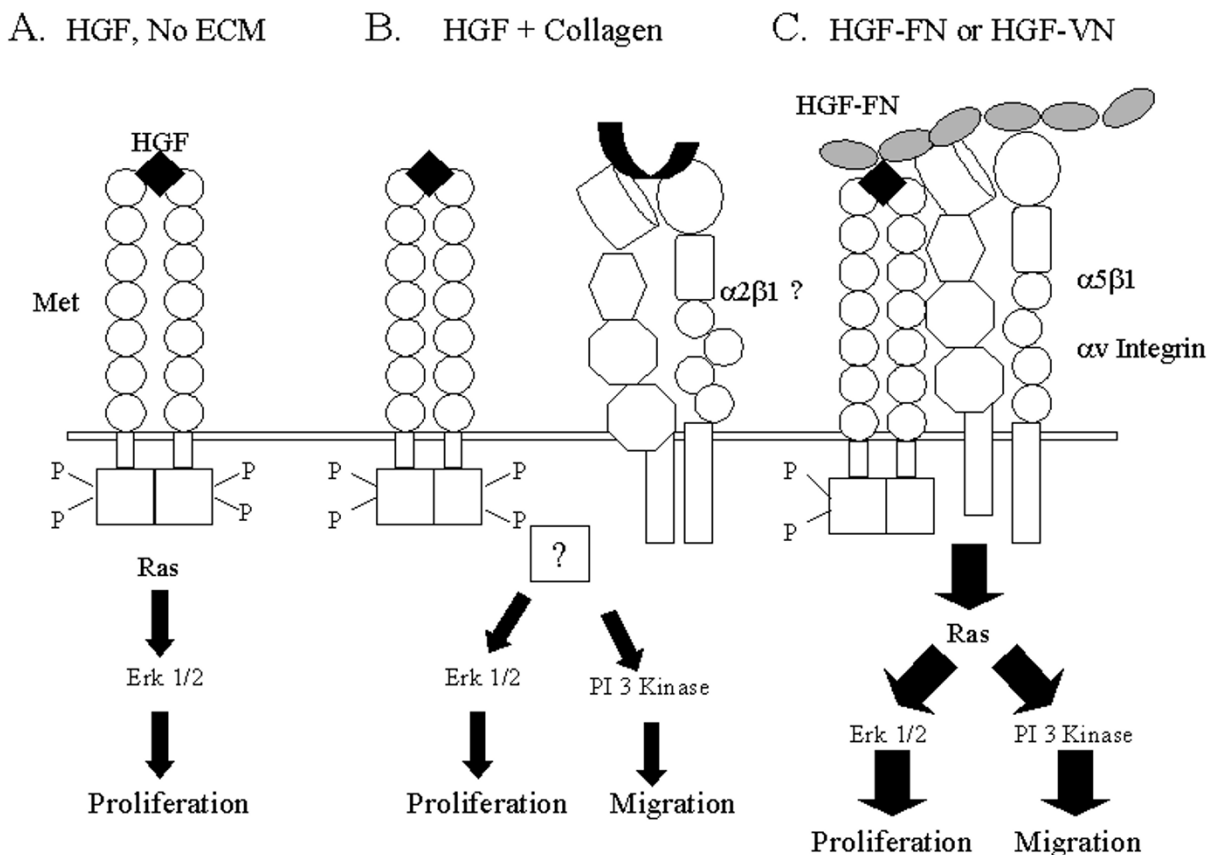 A. HGF, No ECM
B. HGF + Collagen
C. HGF-FN or HGF-VN
HGF
HGF-FN
Met
α2β1 ?
α5β1
αv Integrin
P
P
P
P
P
P
P
P
P
P
?
Ras
Erk 1/2
Proliferation
Erk 1/2
PI 3 Kinase
Proliferation
Migration
Ras
Erk 1/2
PI 3 Kinase
Proliferation
Migration